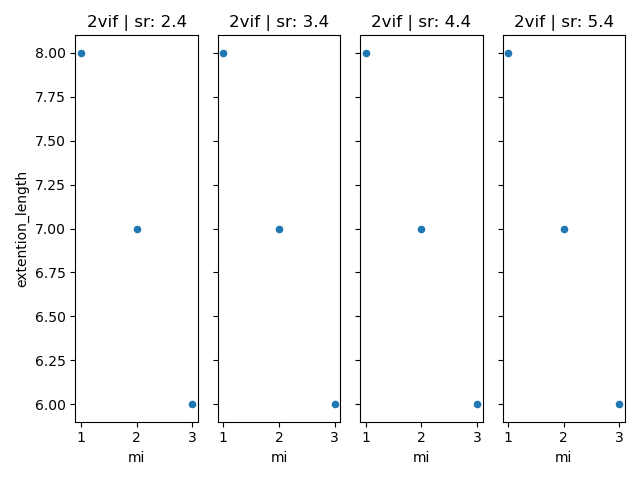 2vif | sr: 2.4 2vif | sr: 3.4 2vif | sr: 4.4 2vif | sr: 5.4
8.00
7.75
7.50
7.25
7.00
6.75
6.50
6.25
6.00
extention_length
1 2 3 1 2 3 1 2 3 1 2 3
mi mi mi mi